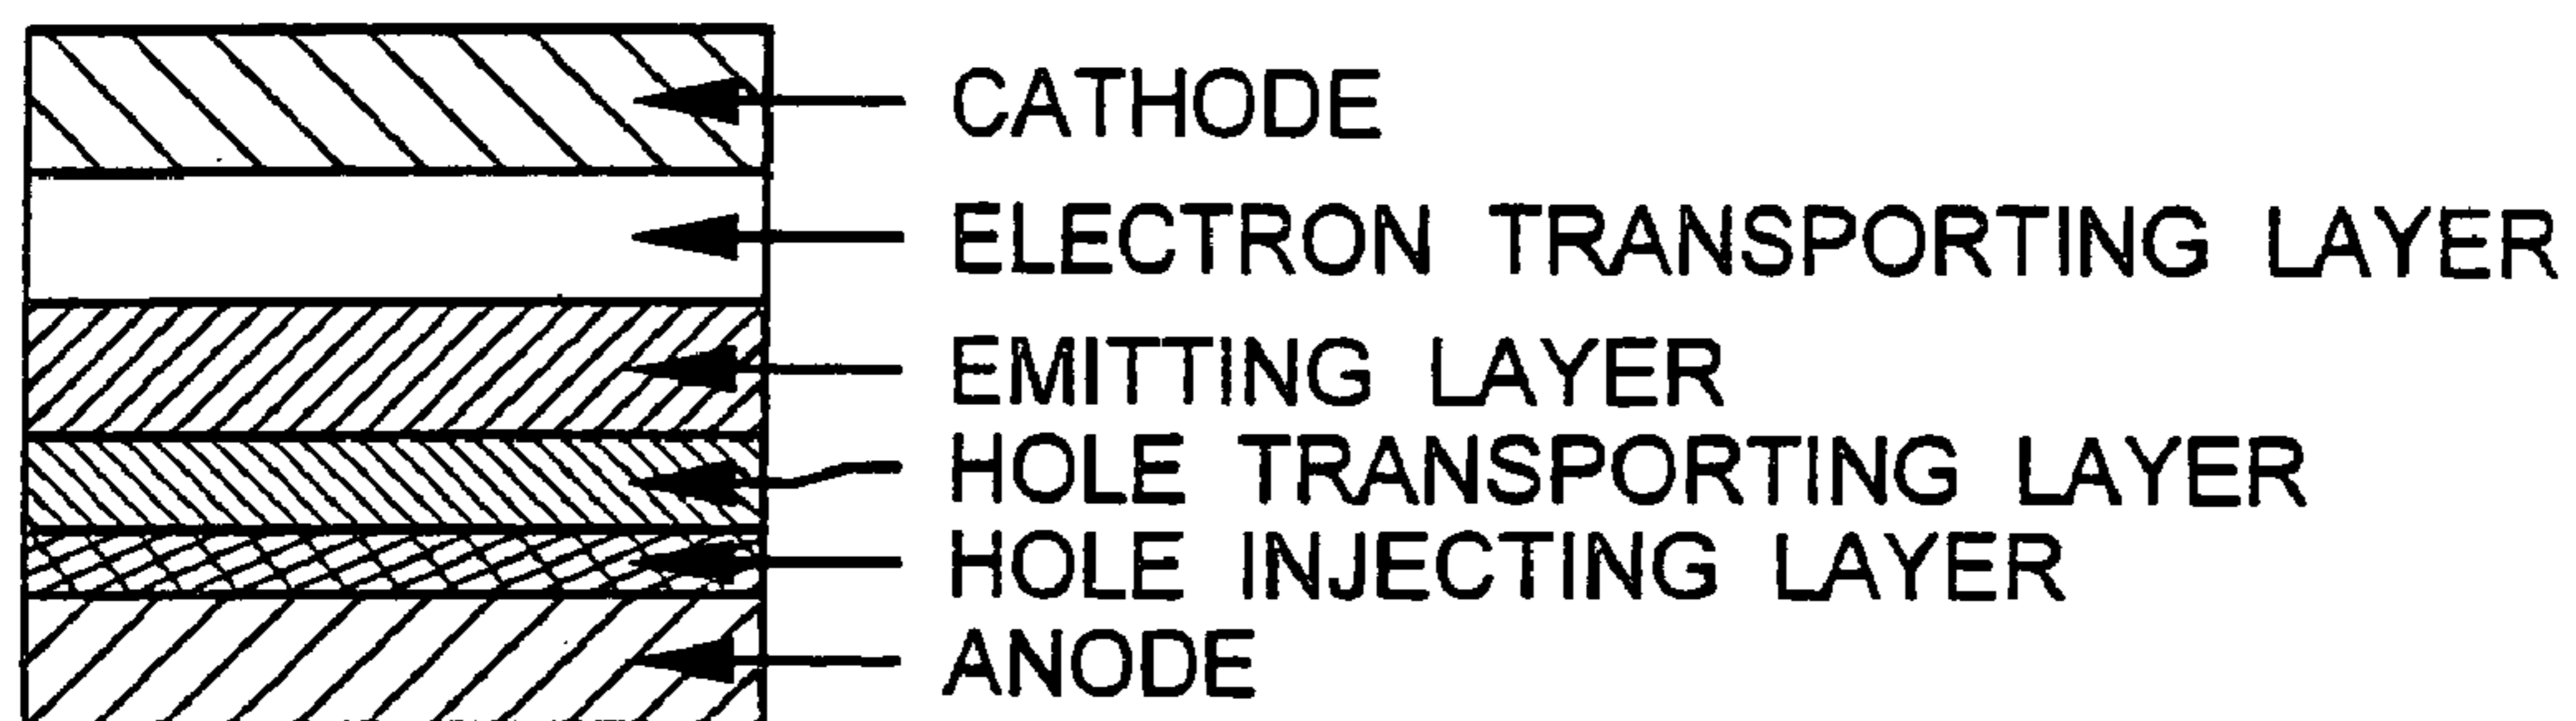 CATHODE
ELECTRON TRANSPORTING LAYER
EMITTING LAYER
HOLE TRANSPORTING LAYER
HOLE INJECTING LAYER
ANODE